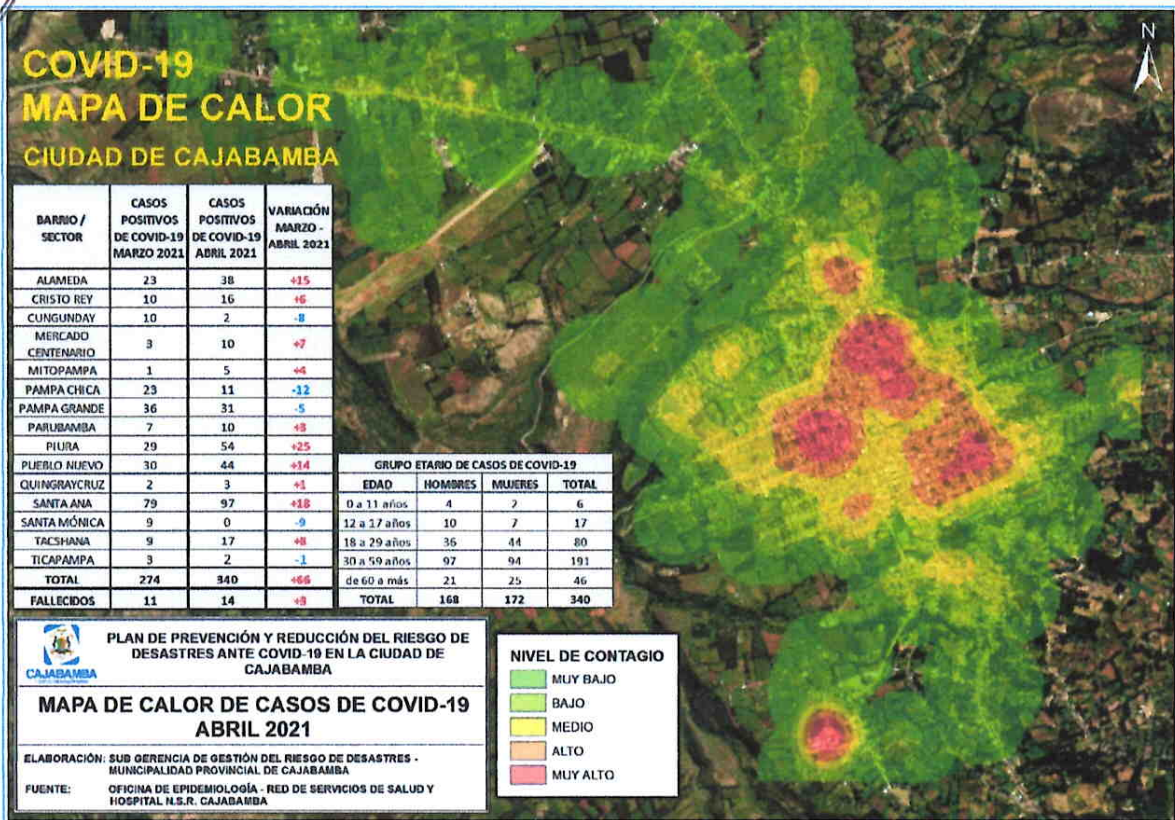 COVID-19
MAPA DE CALOR
CIUDAD DE CAJABAMBA
N
BARRIO / SECTOR CASOS POSITIVOS DE COVID-19 MARZO 2021 CASOS POSITIVOS DE COVID-19 ABRIL 2021 VARIACIÓN MARZO - ABRIL 2021
ALAMEDA 23 38 +15
CRISTO REY 10 16 +6
CUNGUNDAY 10 2 -8
MERCADO CENTENARIO 3 10 +7
MITOPAMPA 1 5 +4
PAMPA CHICA 23 11 -12
PAMPA GRANDE 36 31 -5
PARUBAMBA 7 10 +3
PIURA 29 54 +25
PUEBLO NUEVO 30 44 +14
QUINGRAYCRUZ 2 3 +1
SANTA ANA 79 97 +18
SANTA MÓNICA 9 0 -9
TACSHANA 9 17 +8
TICAPAMPA 3 2 -1
TOTAL 274 340 +66
FALLECIDOS 11 14 +3
GRUPO ETARIO DE CASOS DE COVID-19
EDAD HOMBRES MUJERES TOTAL
0 a 11 años 4 2 6
12 a 17 años 10 7 17
18 a 29 años 36 44 80
30 a 59 años 97 94 191
de 60 a más 21 25 46
TOTAL 168 172 340
CAJABAMBA
PLAN DE PREVENCIÓN Y REDUCCIÓN DEL RIESGO DE
DESASTRES ANTE COVID-19 EN LA CIUDAD DE
CAJABAMBA
MAPA DE CALOR DE CASOS DE COVID-19
ABRIL 2021
ELABORACIÓN: SUB GERENCIA DE GESTIÓN DEL RIESGO DE DESASTRES -
MUNICIPALIDAD PROVINCIAL DE CAJABAMBA
FUENTE: OFICINA DE EPIDEMIOLOGÍA - RED DE SERVICIOS DE SALUD Y
HOSPITAL N.S.R. CAJABAMBA
NIVEL DE CONTAGIO
MUY BAJO
BAJO
MEDIO
ALTO
MUY ALTO